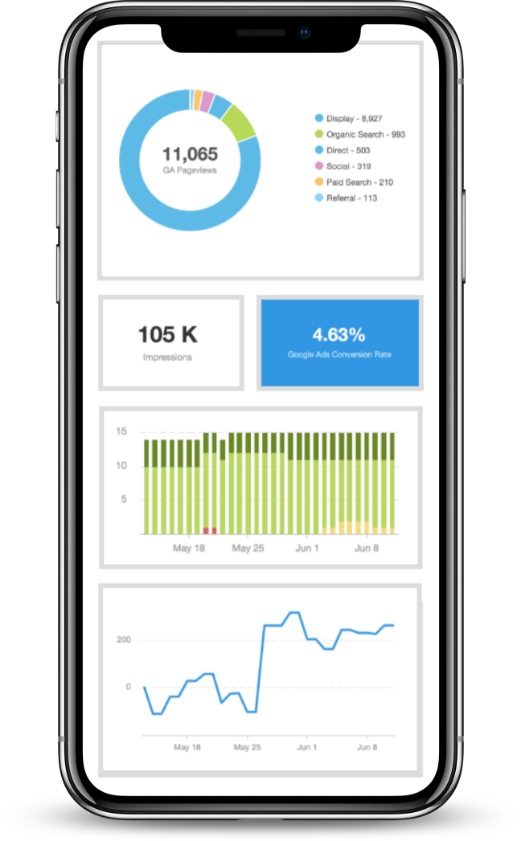 11,065
GA Pageviews
Display - 8,927
Organic Search - 993
Direct - 503
Social - 319
Paid Search - 210
Referral - 113
105 K
Impressions
4.63%
Google Ads Conversion Rate
15
10
5
May 18 May 25 Jun 1 Jun 8
200
0
May 18 May 25 Jun 1 Jun 8